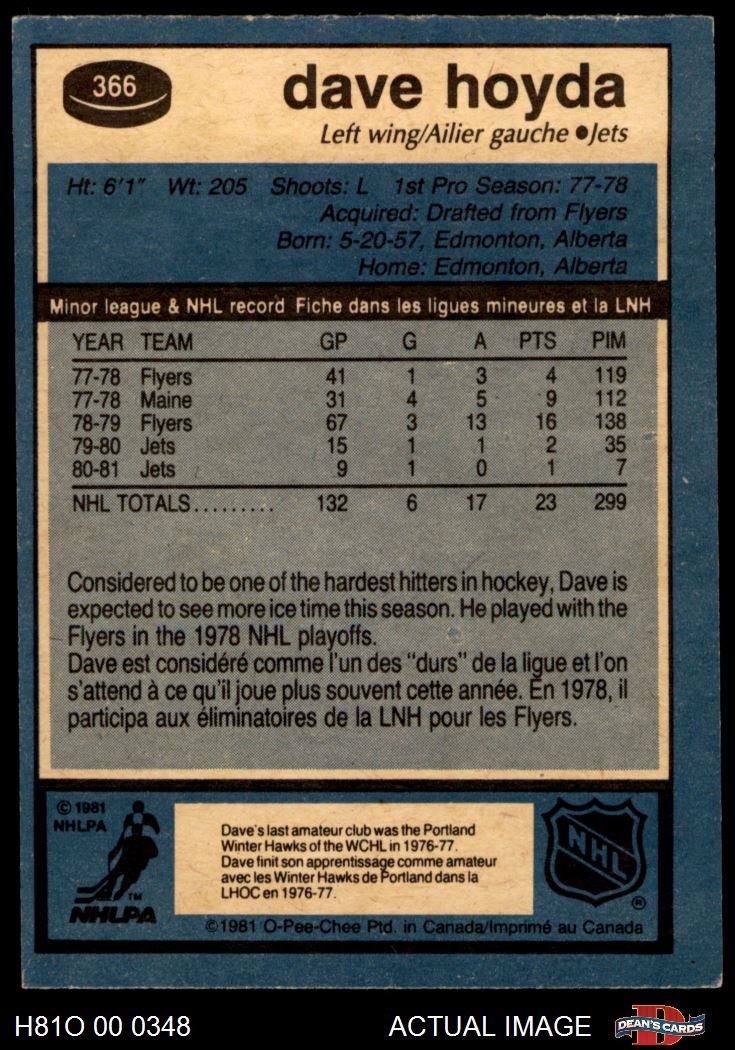 366
dave hoyda
Left wing/Ailier gauche ●Jets
Ht: 6'1" Wt: 205 Shoots: L 1st Pro Season: 77-78
Acquired: Drafted from Flyers
Born: 5-20-57, Edmonton, Alberta
Home: Edmonton, Alberta
Minor league & NHL record Fiche dans les ligues mineures et la LNH
YEAR TEAM GP G A PTS PIM
77-78 Flyers 41 1 3 4 119
77-78 Maine 31 4 5 9 112
78-79 Flyers 67 3 13 16 138
79-80 Jets 15 1 1 2 35
80-81 Jets 9 1 0 1 7
NHL TOTALS......... 132 6 17 23 299
Considered to be one of the hardest hitters in hockey, Dave is
expected to see more ice time this season. He played with the
Flyers in the 1978 NHL playoffs.
Dave est considéré comme l'un des "durs" de la ligue et l'on
s'attend à ce qu'il joue plus souvent cette année. En 1978, il
participa aux éliminatoires de la LNH pour les Flyers.
© 1981
NHLPA
TM
NHLPA
Dave's last amateur club was the Portland
Winter Hawks of the WCHL in 1976-77.
Dave finit son apprentissage comme amateur
avec les Winter Hawks de Portland dans la
LHOC en 1976-77.
NHL
®
©1981 O-Pee-Chee Ptd. in Canada/Imprimé au Canada
H81O 00 0348 ACTUAL IMAGE
D
DEAN'S CARDS